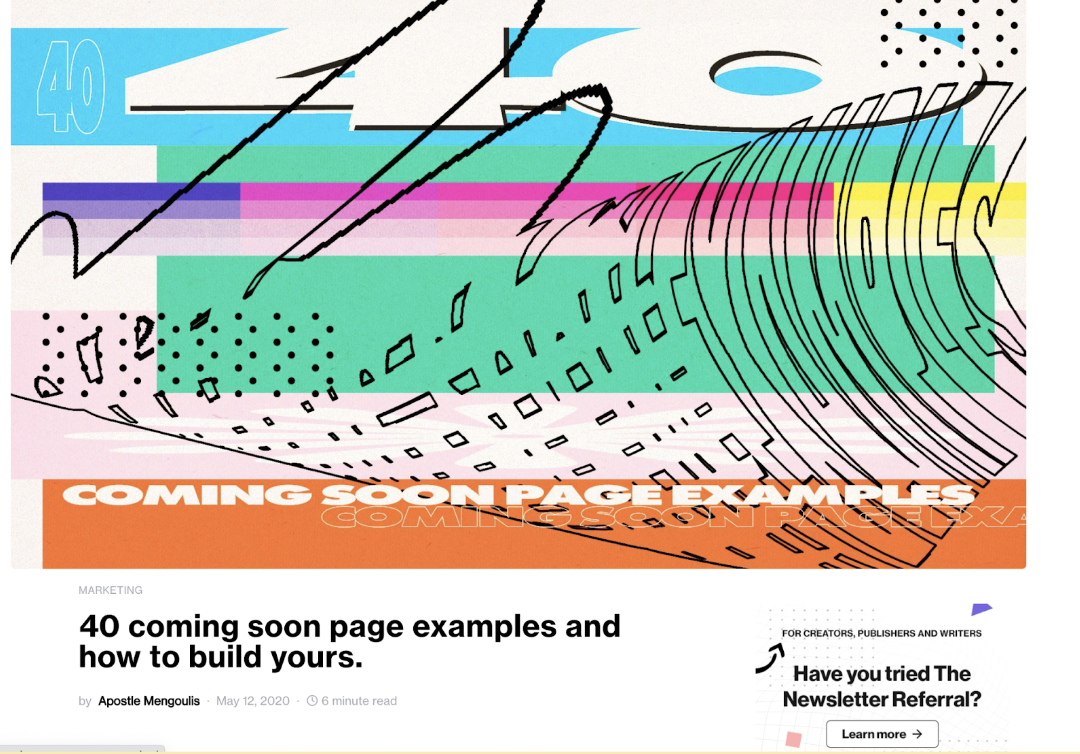 40
40
COMING SOON PAGE EXAMPLES
COMING SOON PAGE EXA
MARKETING
40 coming soon page examples and
how to build yours.
by Apostle Mengoulis · May 12, 2020 · 6 minute read
FOR CREATORS, PUBLISHERS AND WRITERS
Have you tried The
Newsletter Referral?
Learn more →